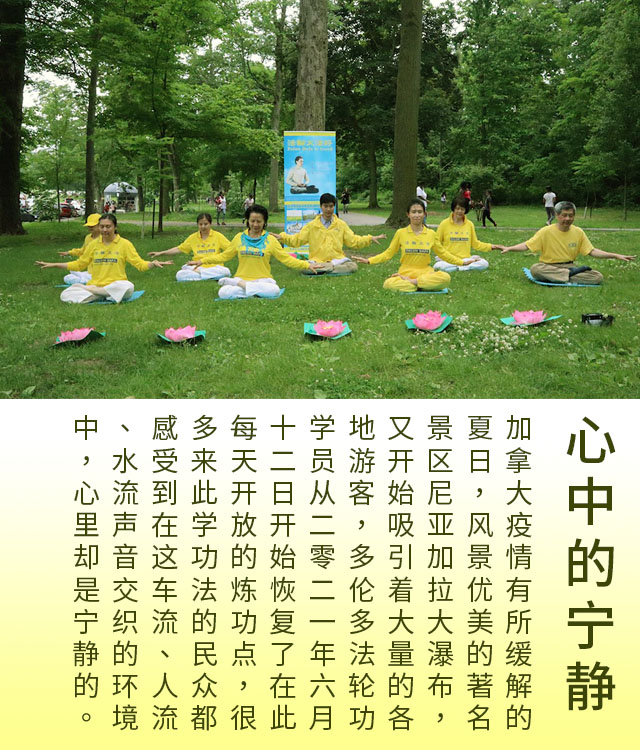 心中的宁静
加拿大疫情有所缓解的
夏日，风景优美的著名
景区尼亚加拉大瀑布，
又开始吸引着大量的各
地游客，多伦多法轮功
学员从二零二一年六月
十二日开始恢复了在此
每天开放的炼功点，很
多来此学功法的民众都
感受到在这车流、人流
、水流声音交织的环境
中，心里却是宁静的。